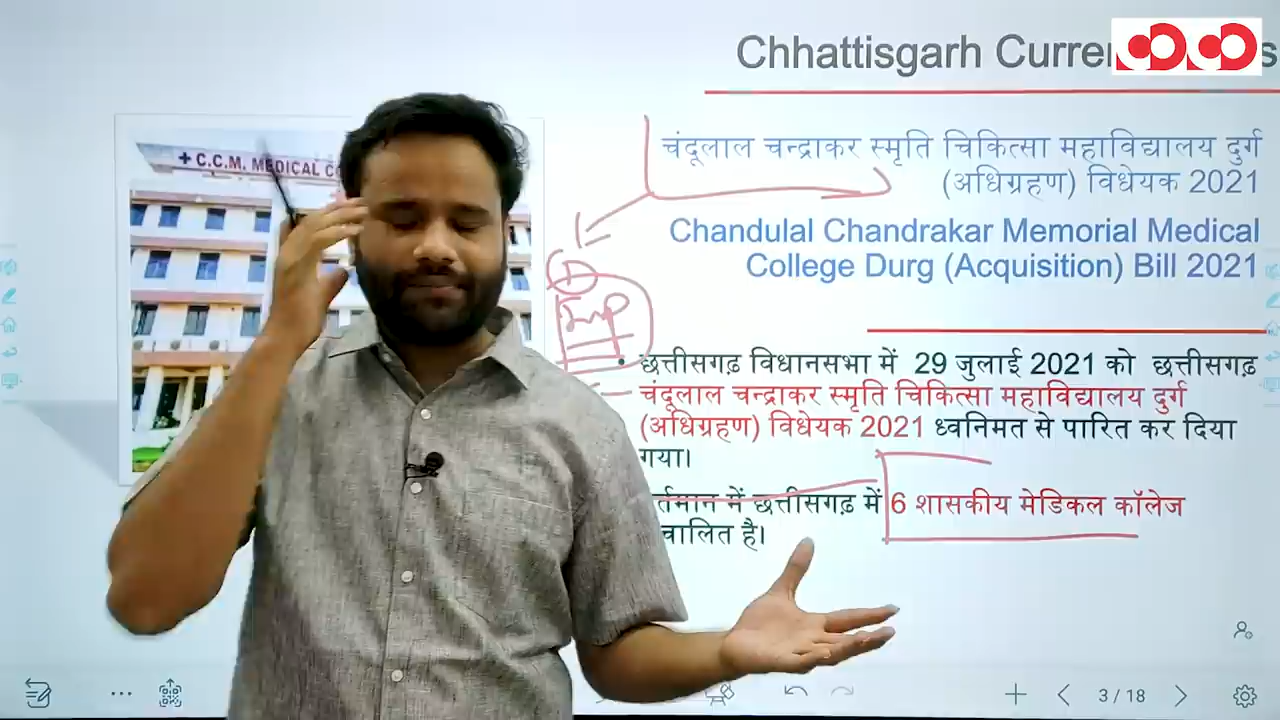 Chhattisgarh
चंदूलाल चन्द्राकर स्मृति चिकित्सा महाविद्यालय दुर्ग
(अधिग्रहण) विधेयक 2021
Chandulal Chandrakar Memorial Medical
College Durg (Acquisition) Bill 2021
+ C.C.M. MEDICAL
Imp
• छत्तीसगढ़ विधानसभा में 29 जुलाई 2021 को छत्तीसगढ़
चंदूलाल चन्द्राकर स्मृति चिकित्सा महाविद्यालय दुर्ग
(अधिग्रहण) विधेयक 2021 ध्वनिमत से पारित कर दिया
गया।
में छत्तीसगढ़ में 6 शासकीय मेडिकल कॉलेज
है।
3 / 18